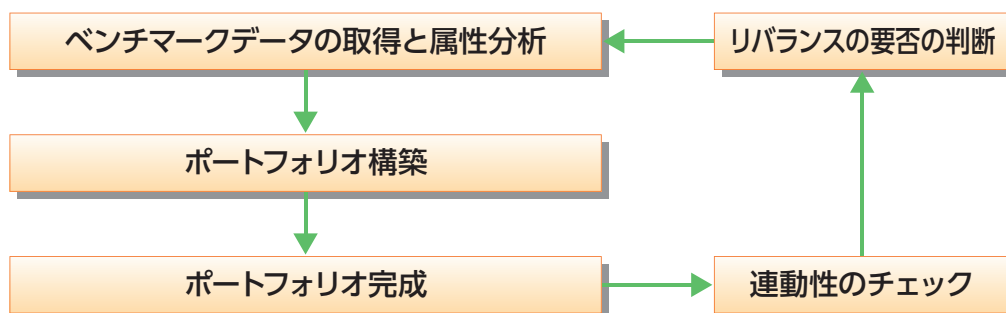 ベンチマークデータの取得と属性分析
リバランスの要否の判断
ポートフォリオ構築
ポートフォリオ完成
連動性のチェック